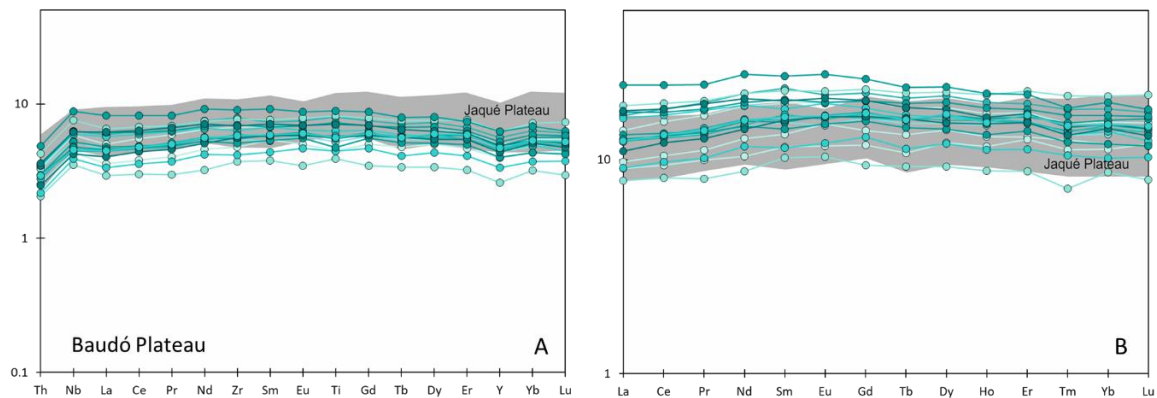 10
1
0.1
Jaqué Plateau
Baudó Plateau
A
Th Nb La Ce Pr Nd Zr Sm Eu Ti Gd Tb Dy Er Y Yb Lu
10
1
Jaqué Plateau
B
La Ce Pr Nd Sm Eu Gd Tb Dy Ho Er Tm Yb Lu